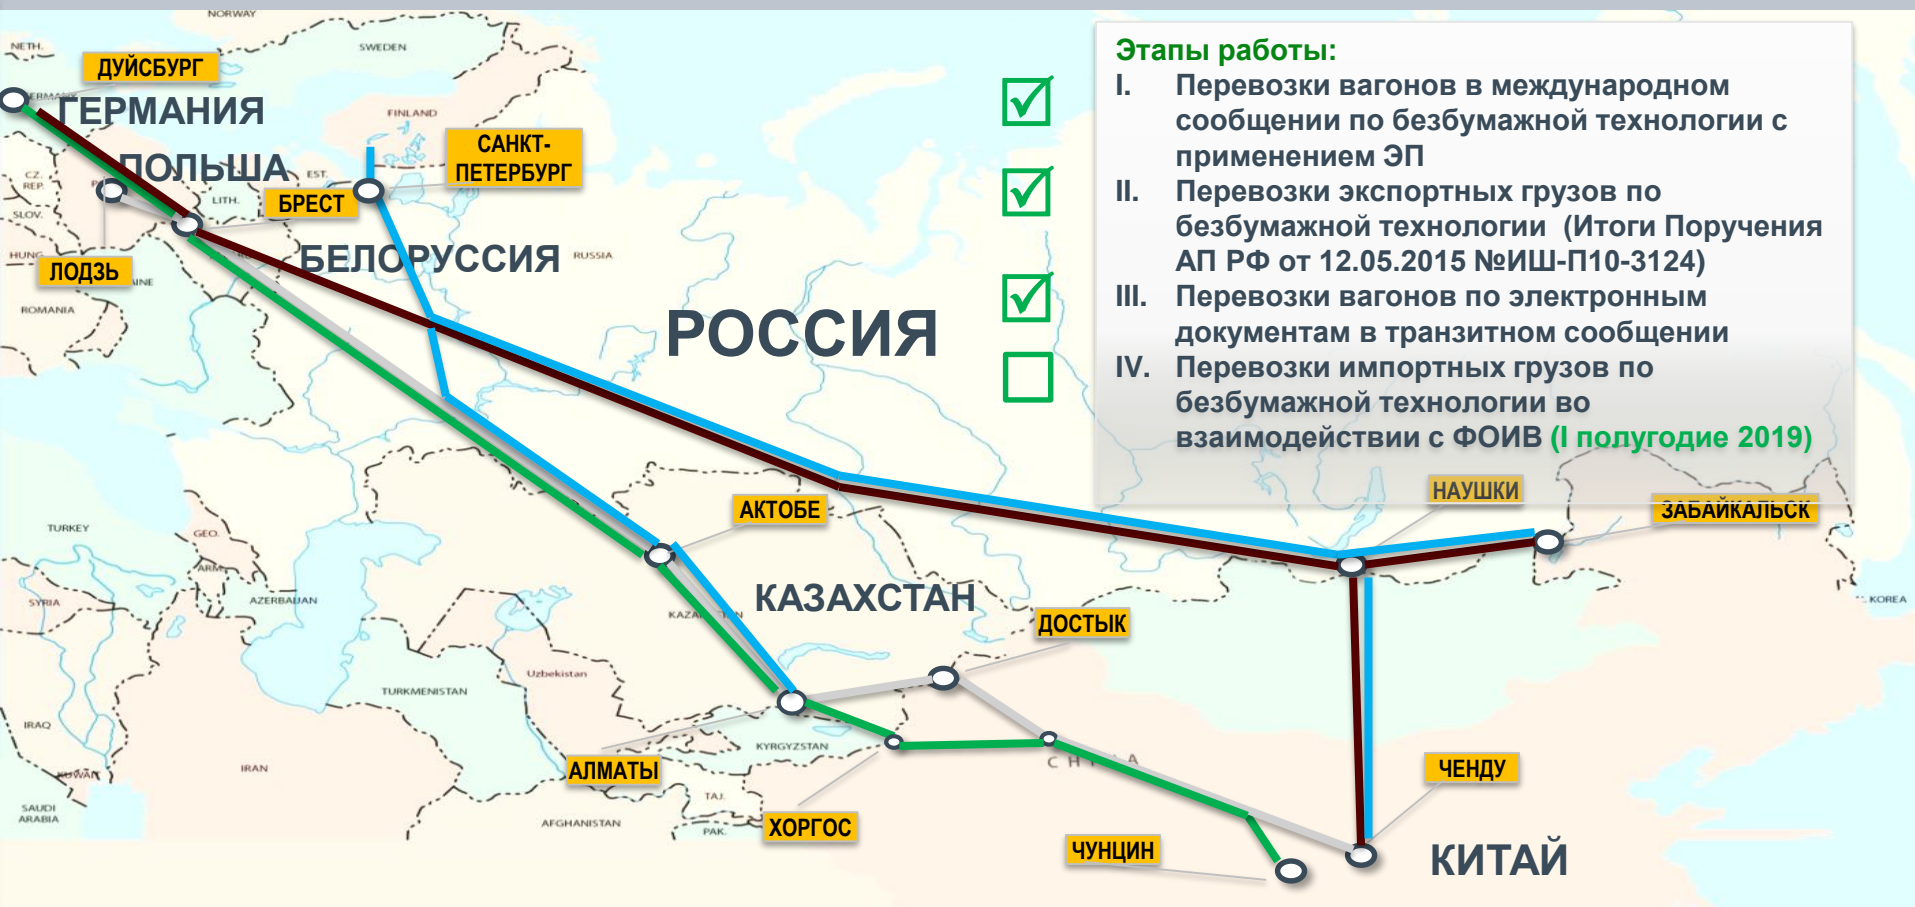 NORWAY
NETH.
SWEDEN
ДУЙСБУРГ
ГЕРМАНИЯ
FINLAND
САНКТ-
ПЕТЕРБУРГ
ПОЛЬША
CZ.
REP.
EST.
LITH.
SLOV.
БРЕСТ
HUNG
БЕЛОРУССИЯ
RUSSIA
ЛОДЗЬ
ROMANIA
РОССИЯ
Этапы работы:
I. Перевозки вагонов в международном
сообщении по безбумажной технологии с
применением ЭП
II. Перевозки экспортных грузов по
безбумажной технологии (Итоги Поручения
АП РФ от 12.05.2015 №ИШ-П10-3124)
III. Перевозки вагонов по электронным
документам в транзитном сообщении
IV. Перевозки импортных грузов по
безбумажной технологии во
взаимодействии с ФОИВ (I полугодие 2019)
НАУШКИ
ЗАБАЙКАЛЬСК
АКТОБЕ
TURKEY
GEO.
ARM.
AZERBAIJAN
SYRIA
КАЗАХСТАН
ДОСТЫК
KOREA
Uzbekistan
TURKMENISTAN
IRAQ
KYRGYZSTAN
CHINA
IRAN
KUWAIT
АЛМАТЫ
ЧЕНДУ
TAJ.
SAUDI
ARABIA
AFGHANISTAN
PAK.
ХОРГОС
ЧУНЦИН
КИТАЙ